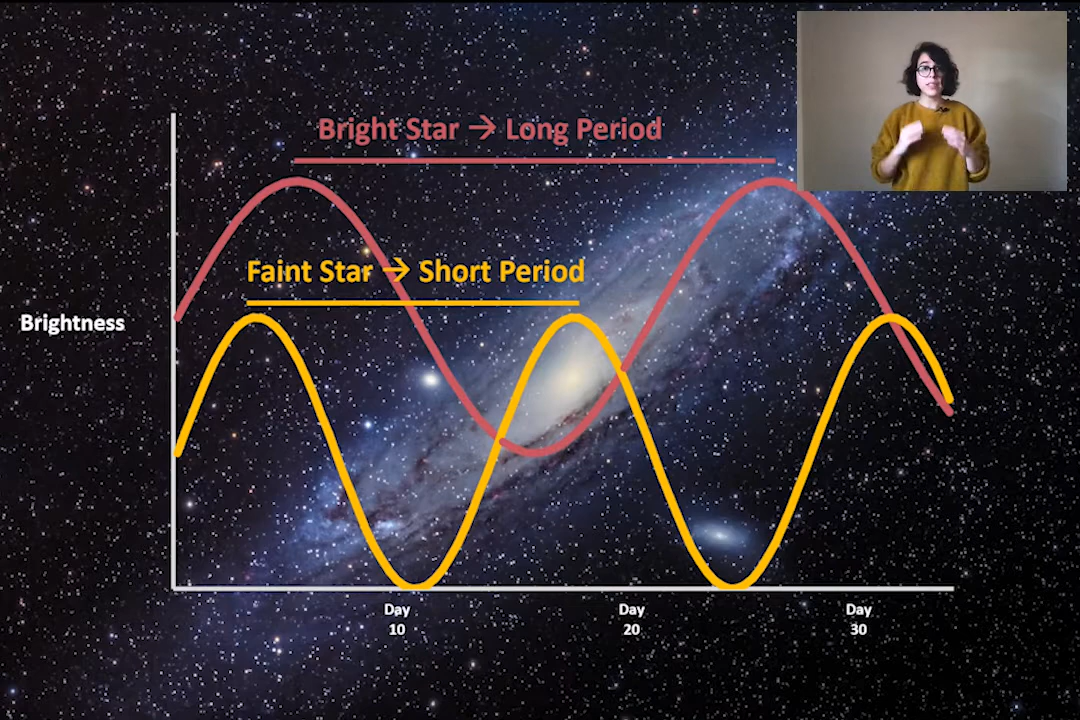 Bright Star → Long Period
Faint Star → Short Period
Brightness
Day
10
Day
20
Day
30